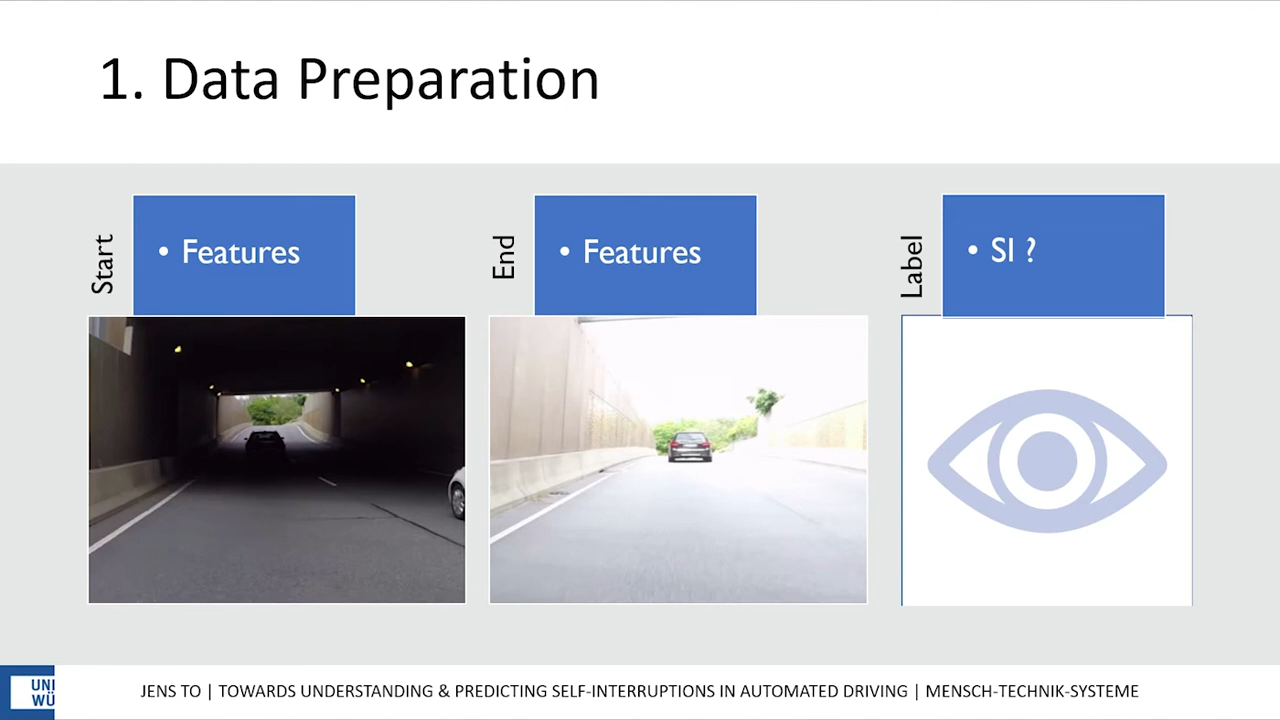 1. Data Preparation
Start
• Features
End
• Features
Label
• SI ?
UNI
WÜ
JENS TO | TOWARDS UNDERSTANDING & PREDICTING SELF-INTERRUPTIONS IN AUTOMATED DRIVING | MENSCH-TECHNIK-SYSTEME